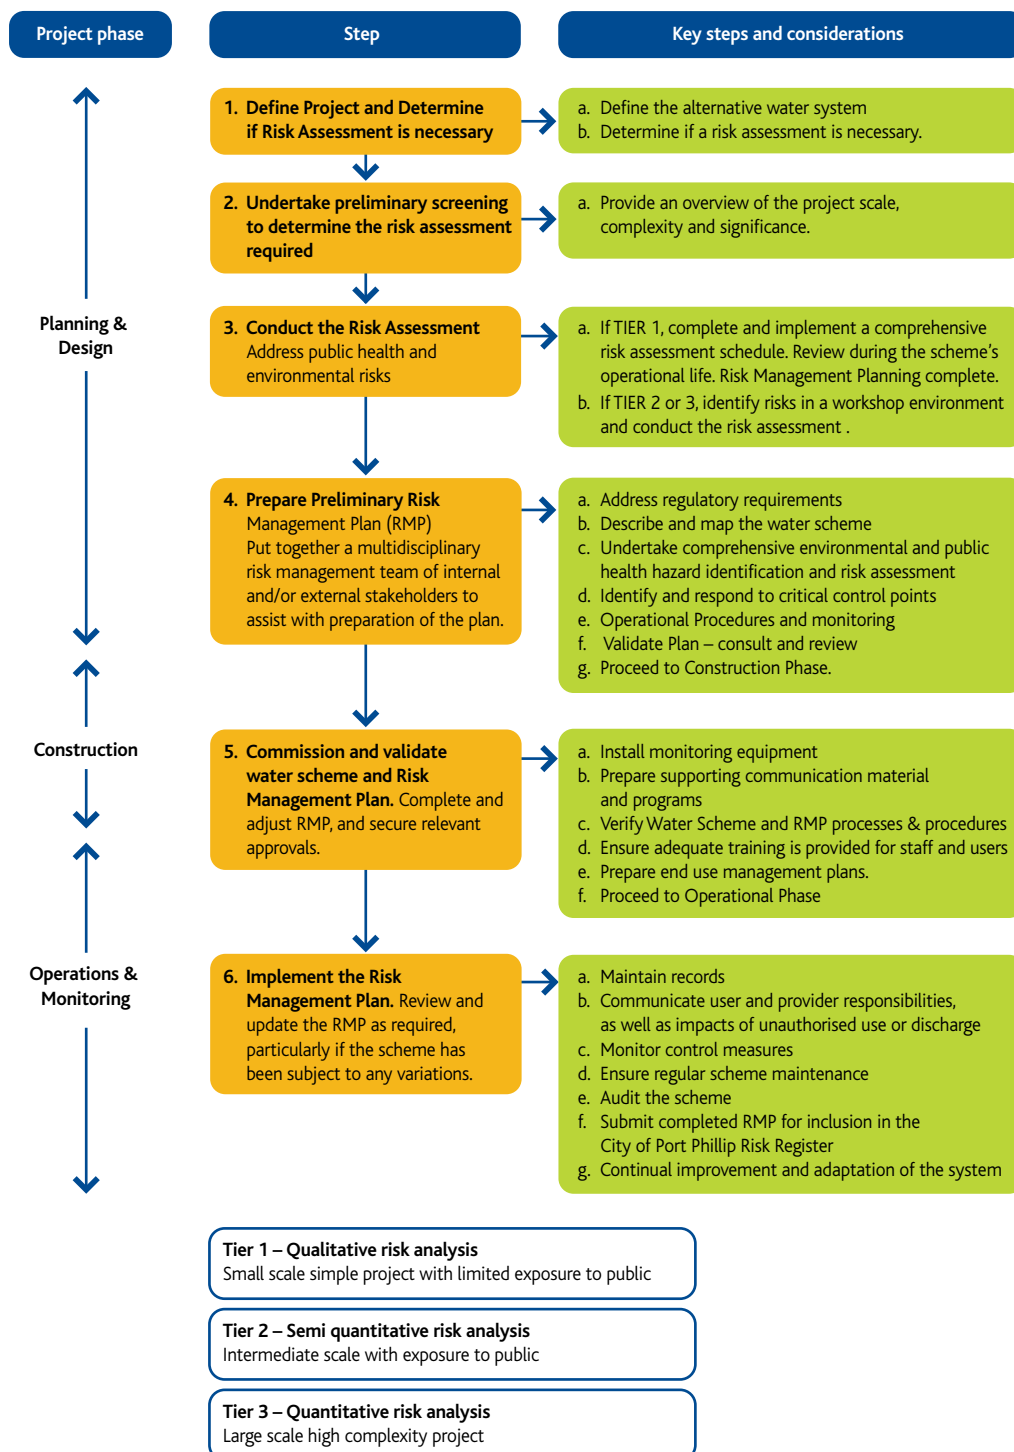 Project phase
Step
Key steps and considerations
Planning &
Design
Construction
Operations &
Monitoring
1. Define Project and Determine
if Risk Assessment is necessary
a. Define the alternative water system
b. Determine if a risk assessment is necessary.
2. Undertake preliminary screening
to determine the risk assessment
required
a. Provide an overview of the project scale,
complexity and significance.
3. Conduct the Risk Assessment
Address public health and
environmental risks
a. If TIER 1, complete and implement a comprehensive
risk assessment schedule. Review during the scheme's
operational life. Risk Management Planning complete.
b. If TIER 2 or 3, identify risks in a workshop environment
and conduct the risk assessment .
4. Prepare Preliminary Risk
Management Plan (RMP)
Put together a multidisciplinary
risk management team of internal
and/or external stakeholders to
assist with preparation of the plan.
a. Address regulatory requirements
b. Describe and map the water scheme
c. Undertake comprehensive environmental and public
health hazard identification and risk assessment
d. Identify and respond to critical control points
e. Operational Procedures and monitoring
f. Validate Plan – consult and review
g. Proceed to Construction Phase.
5. Commission and validate
water scheme and Risk
Management Plan. Complete and
adjust RMP, and secure relevant
approvals.
a. Install monitoring equipment
b. Prepare supporting communication material
and programs
c. Verify Water Scheme and RMP processes & procedures
d. Ensure adequate training is provided for staff and users
e. Prepare end use management plans.
f. Proceed to Operational Phase
6. Implement the Risk
Management Plan. Review and
update the RMP as required,
particularly if the scheme has
been subject to any variations.
a. Maintain records
b. Communicate user and provider responsibilities,
as well as impacts of unauthorised use or discharge
c. Monitor control measures
d. Ensure regular scheme maintenance
e. Audit the scheme
f. Submit completed RMP for inclusion in the
City of Port Phillip Risk Register
g. Continual improvement and adaptation of the system
Tier 1 – Qualitative risk analysis
Small scale simple project with limited exposure to public
Tier 2 – Semi quantitative risk analysis
Intermediate scale with exposure to public
Tier 3 – Quantitative risk analysis
Large scale high complexity project